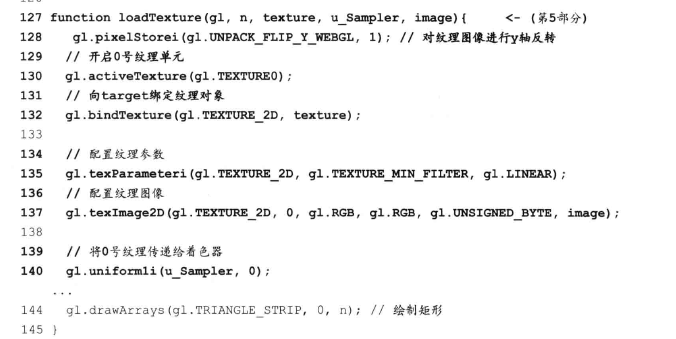 127 function loadTexture(gl, n, texture, u_Sampler, image){ <- (第5部分)
128 gl.pixelStorei(gl.UNPACK_FLIP_Y_WEBGL, 1); // 对纹理图像进行y轴反转
129 // 开启0号纹理单元
130 gl.activeTexture(gl.TEXTURE0);
131 // 向target绑定纹理对象
132 gl.bindTexture(gl.TEXTURE_2D, texture);
133
134 // 配置纹理参数
135 gl.texParameteri(gl.TEXTURE_2D, gl.TEXTURE_MIN_FILTER, gl.LINEAR);
136 // 配置纹理图像
137 gl.texImage2D(gl.TEXTURE_2D, 0, gl.RGB, gl.RGB, gl.UNSIGNED_BYTE, image);
138
139 // 将0号纹理传递给着色器
140 gl.uniform1i(u_Sampler, 0);
...
144 gl.drawArrays(gl.TRIANGLE_STRIP, 0, n); // 绘制矩形
145 }